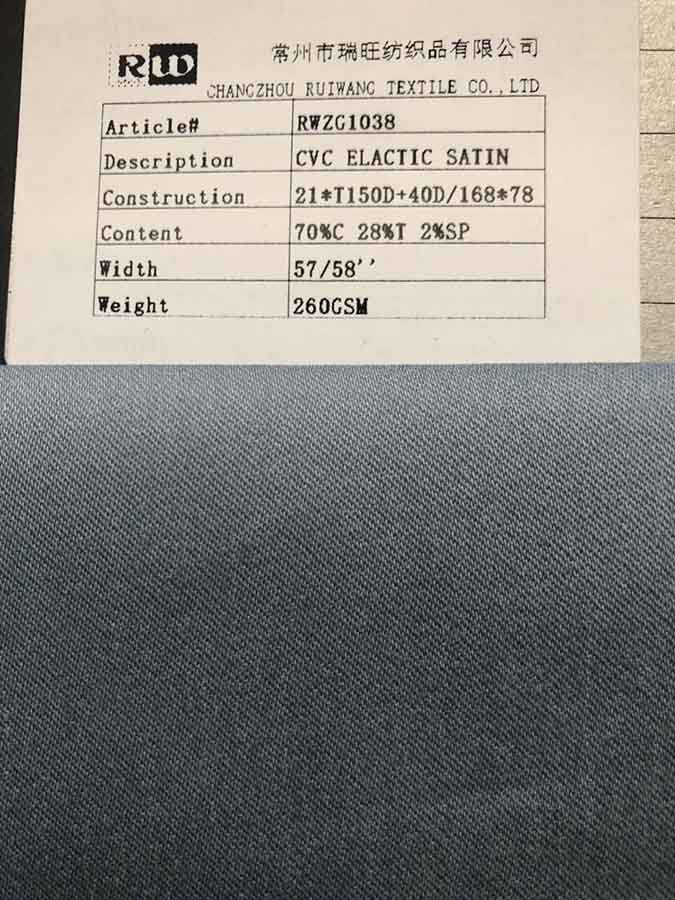 RW 常州市瑞旺纺织品有限公司
CHANGZHOU RUIWANG TEXTILE CO.,LTD
Article# RWZG1038
Description CVC ELACTIC SATIN
Construction 21*T150D+40D/168*78
Content 70%C 28%T 2%SP
Width 57/58''
Weight 260GSM